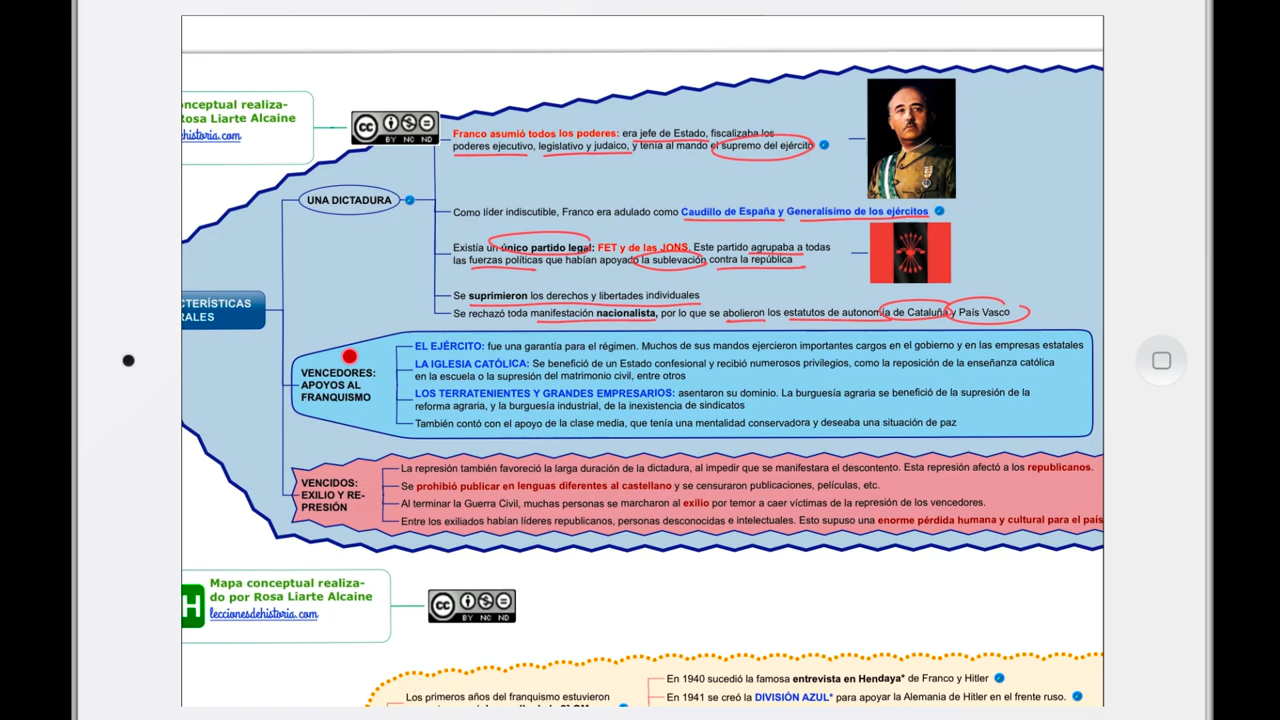 onceptual realiza-
Rosa Liarte Alcaine
ehistoria.com
cc
BY NC ND
Franco asumió todos los poderes: era jefe de Estado, fiscalizaba los
poderes ejecutivo, legislativo y judaico, y tenía al mando el supremo del ejército
UNA DICTADURA
Como líder indiscutible, Franco era adulado como Caudillo de España y Generalísimo de los ejércitos
Existía un único partido legal: FET y de las JONS. Este partido agrupaba a todas
las fuerzas políticas que habían apoyado la sublevación contra la república
Se suprimieron los derechos y libertades individuales
Se rechazó toda manifestación nacionalista, por lo que se abolieron los estatutos de autonomía de Cataluña y País Vasco
CTERÍSTICAS
RALES
VENCEDORES:
APOYOS AL
FRANQUISMO
EL EJÉRCITO: fue una garantía para el régimen. Muchos de sus mandos ejercieron importantes cargos en el gobierno y en las empresas estatales
LA IGLESIA CATÓLICA: Se benefició de un Estado confesional y recibió numerosos privilegios, como la reposición de la enseñanza católica
en la escuela o la supresión del matrimonio civil, entre otros
LOS TERRATENIENTES Y GRANDES EMPRESARIOS: asentaron su dominio. La burguesía agraria se benefició de la supresión de la
reforma agraria, y la burguesía industrial, de la inexistencia de sindicatos
También contó con el apoyo de la clase media, que tenía una mentalidad conservadora y deseaba una situación de paz
VENCIDOS:
EXILIO Y RE-
PRESIÓN
La represión también favoreció la larga duración de la dictadura, al impedir que se manifestara el descontento. Esta represión afectó a los republicanos.
Se prohibió publicar en lenguas diferentes al castellano y se censuraron publicaciones, películas, etc.
Al terminar la Guerra Civil, muchas personas se marcharon al exilio por temor a caer víctimas de la represión de los vencedores.
Entre los exiliados habían líderes republicanos, personas desconocidas e intelectuales. Esto supuso una enorme pérdida humana y cultural para el país
H
Mapa conceptual realiza-
do por Rosa Liarte Alcaine
leccionesdehistoria.com
cc
BY NC ND
En 1940 sucedió la famosa entrevista en Hendaya* de Franco y Hitler
En 1941 se creó la DIVISIÓN AZUL* para apoyar la Alemania de Hitler en el frente ruso.
Los primeros años del franquismo estuvieron